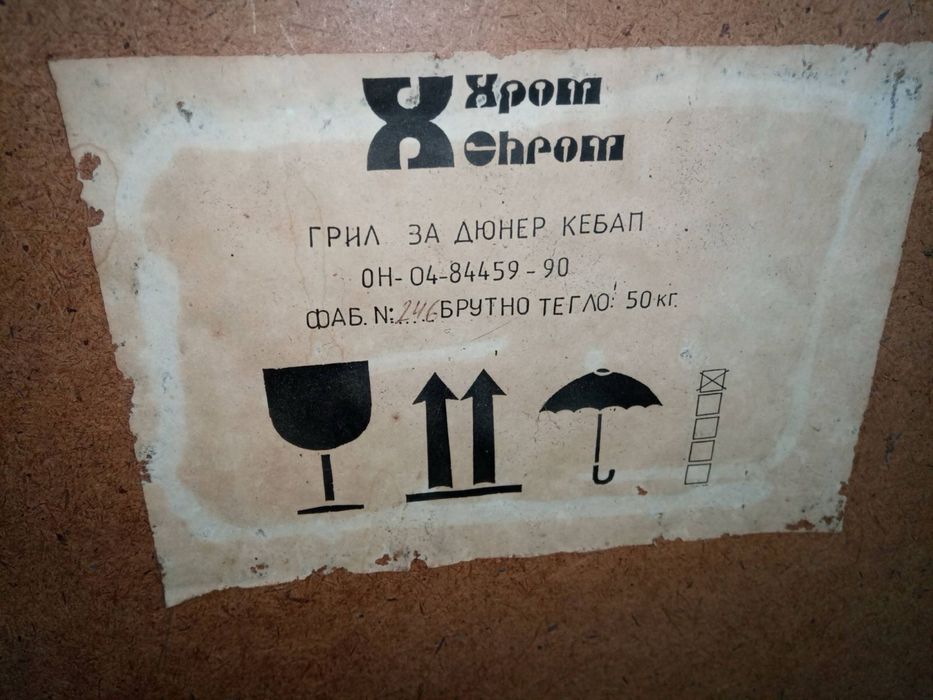 Хром
Chrom
ГРИЛ ЗА ДЮНЕР КЕБАП
ОН-04-84459-90
ФАБ. N:246 БРУТНО ТЕГЛО: 50 кг.